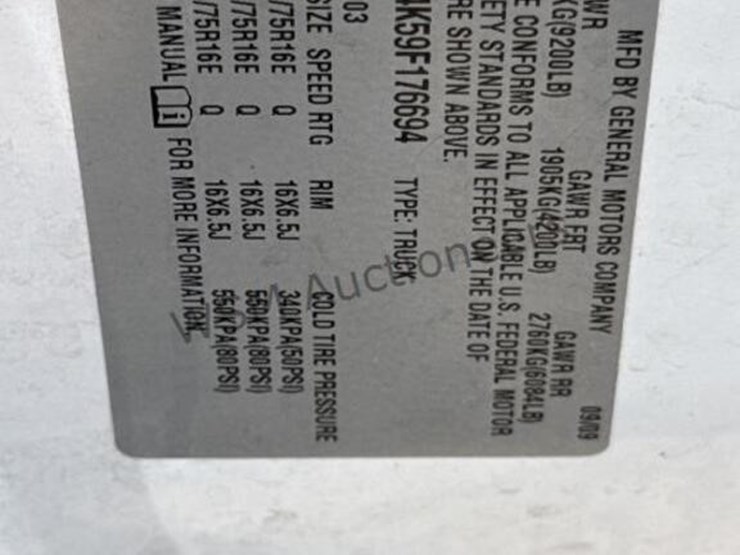 MFD BY GENERAL MOTORS COMPANY 09/09
GAWR FRT GAWR RR
KG(9200LB) 1905KG(4200LB) 2760KG(6084LB)
E CONFORMS TO ALL APPLICABLE U.S. FEDERAL MOTOR
ETY STANDARDS IN EFFECT ON THE DATE OF
RE SHOWN ABOVE.
4K59F176694 TYPE: TRUCK
03
SIZE SPEED RTG RIM COLD TIRE PRESSURE
/75R16E Q 16X6.5J 340KPA(50PSI)
/75R16E Q 16X6.5J 550KPA(80PSI)
/75R16E Q 16X6.5J 550KPA(80PSI)
MANUAL FOR MORE INFORMATION
Auction